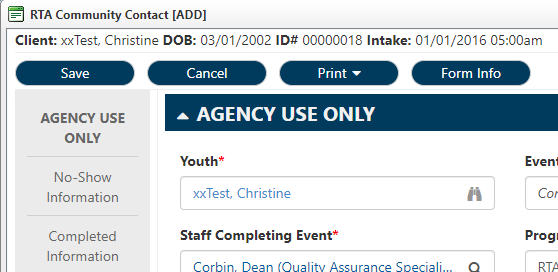 RTA Community Contact [ADD]
Client: xxTest, Christine DOB: 03/01/2002 ID# 00000018 Intake: 01/01/2016 05:00am
Save Cancel Print Form Info
AGENCY USE ONLY
No-Show Information
Completed Information
AGENCY USE ONLY
Youth* Event
xxTest, Christine Con
Staff Completing Event* Prog
Corbin, Dean (Quality Assurance Speciali... RTA